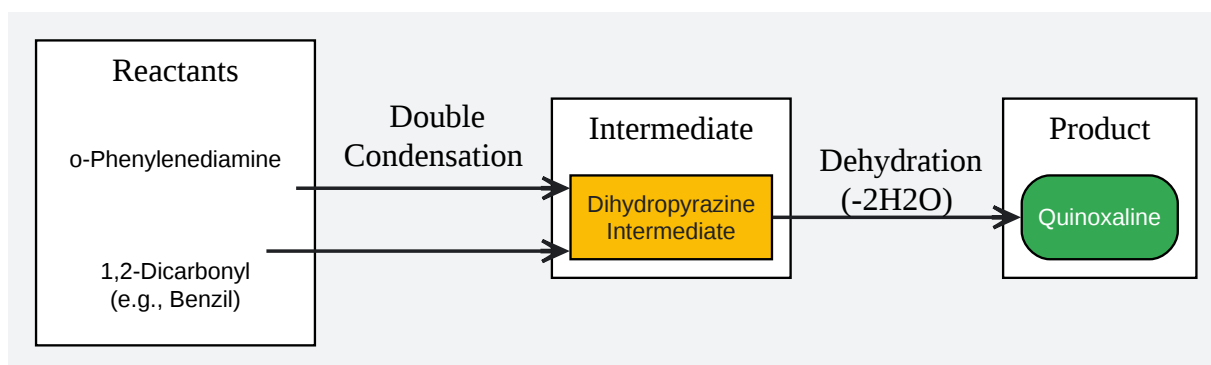 Reactants
o-Phenylenediamine
1,2-Dicarbonyl
(e.g., Benzil)
Double
Condensation
Intermediate
Dihydropyrazine
Intermediate
Dehydration
(-2H2O)
Product
Quinoxaline